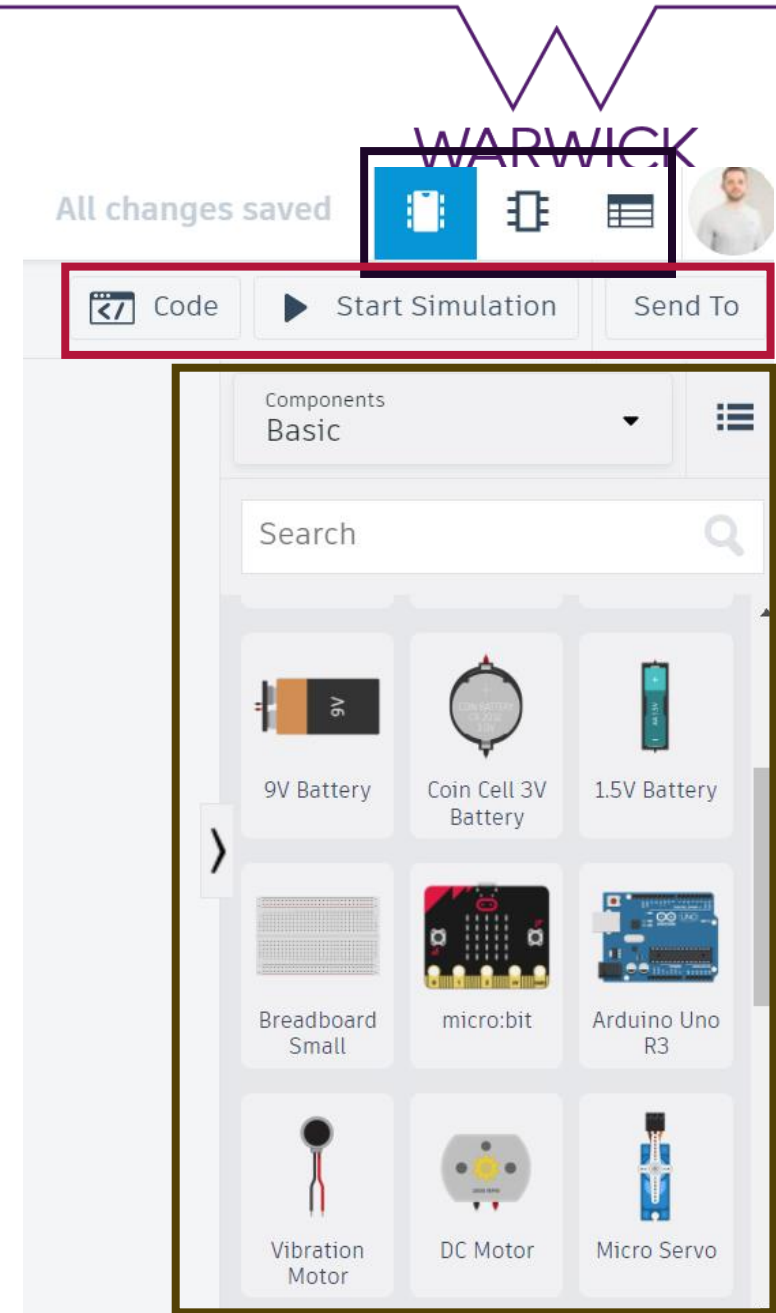 WARWICK
All changes saved
Code
Start Simulation
Send To
Components
Basic
Search
9V
9V Battery
Coin Cell 3V
Battery
1.5V Battery
Breadboard
Small
micro:bit
Arduino Uno
R3
Vibration
Motor
DC Motor
Micro Servo